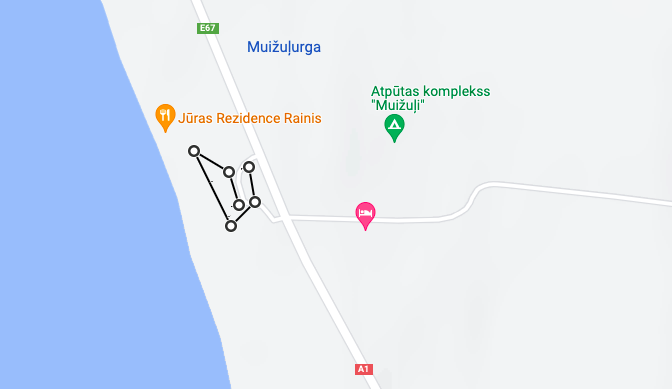 E67
Muižuļurga
Atpūtas komplekss
"Muižuļi"
Jūras Rezidence Rainis
A1